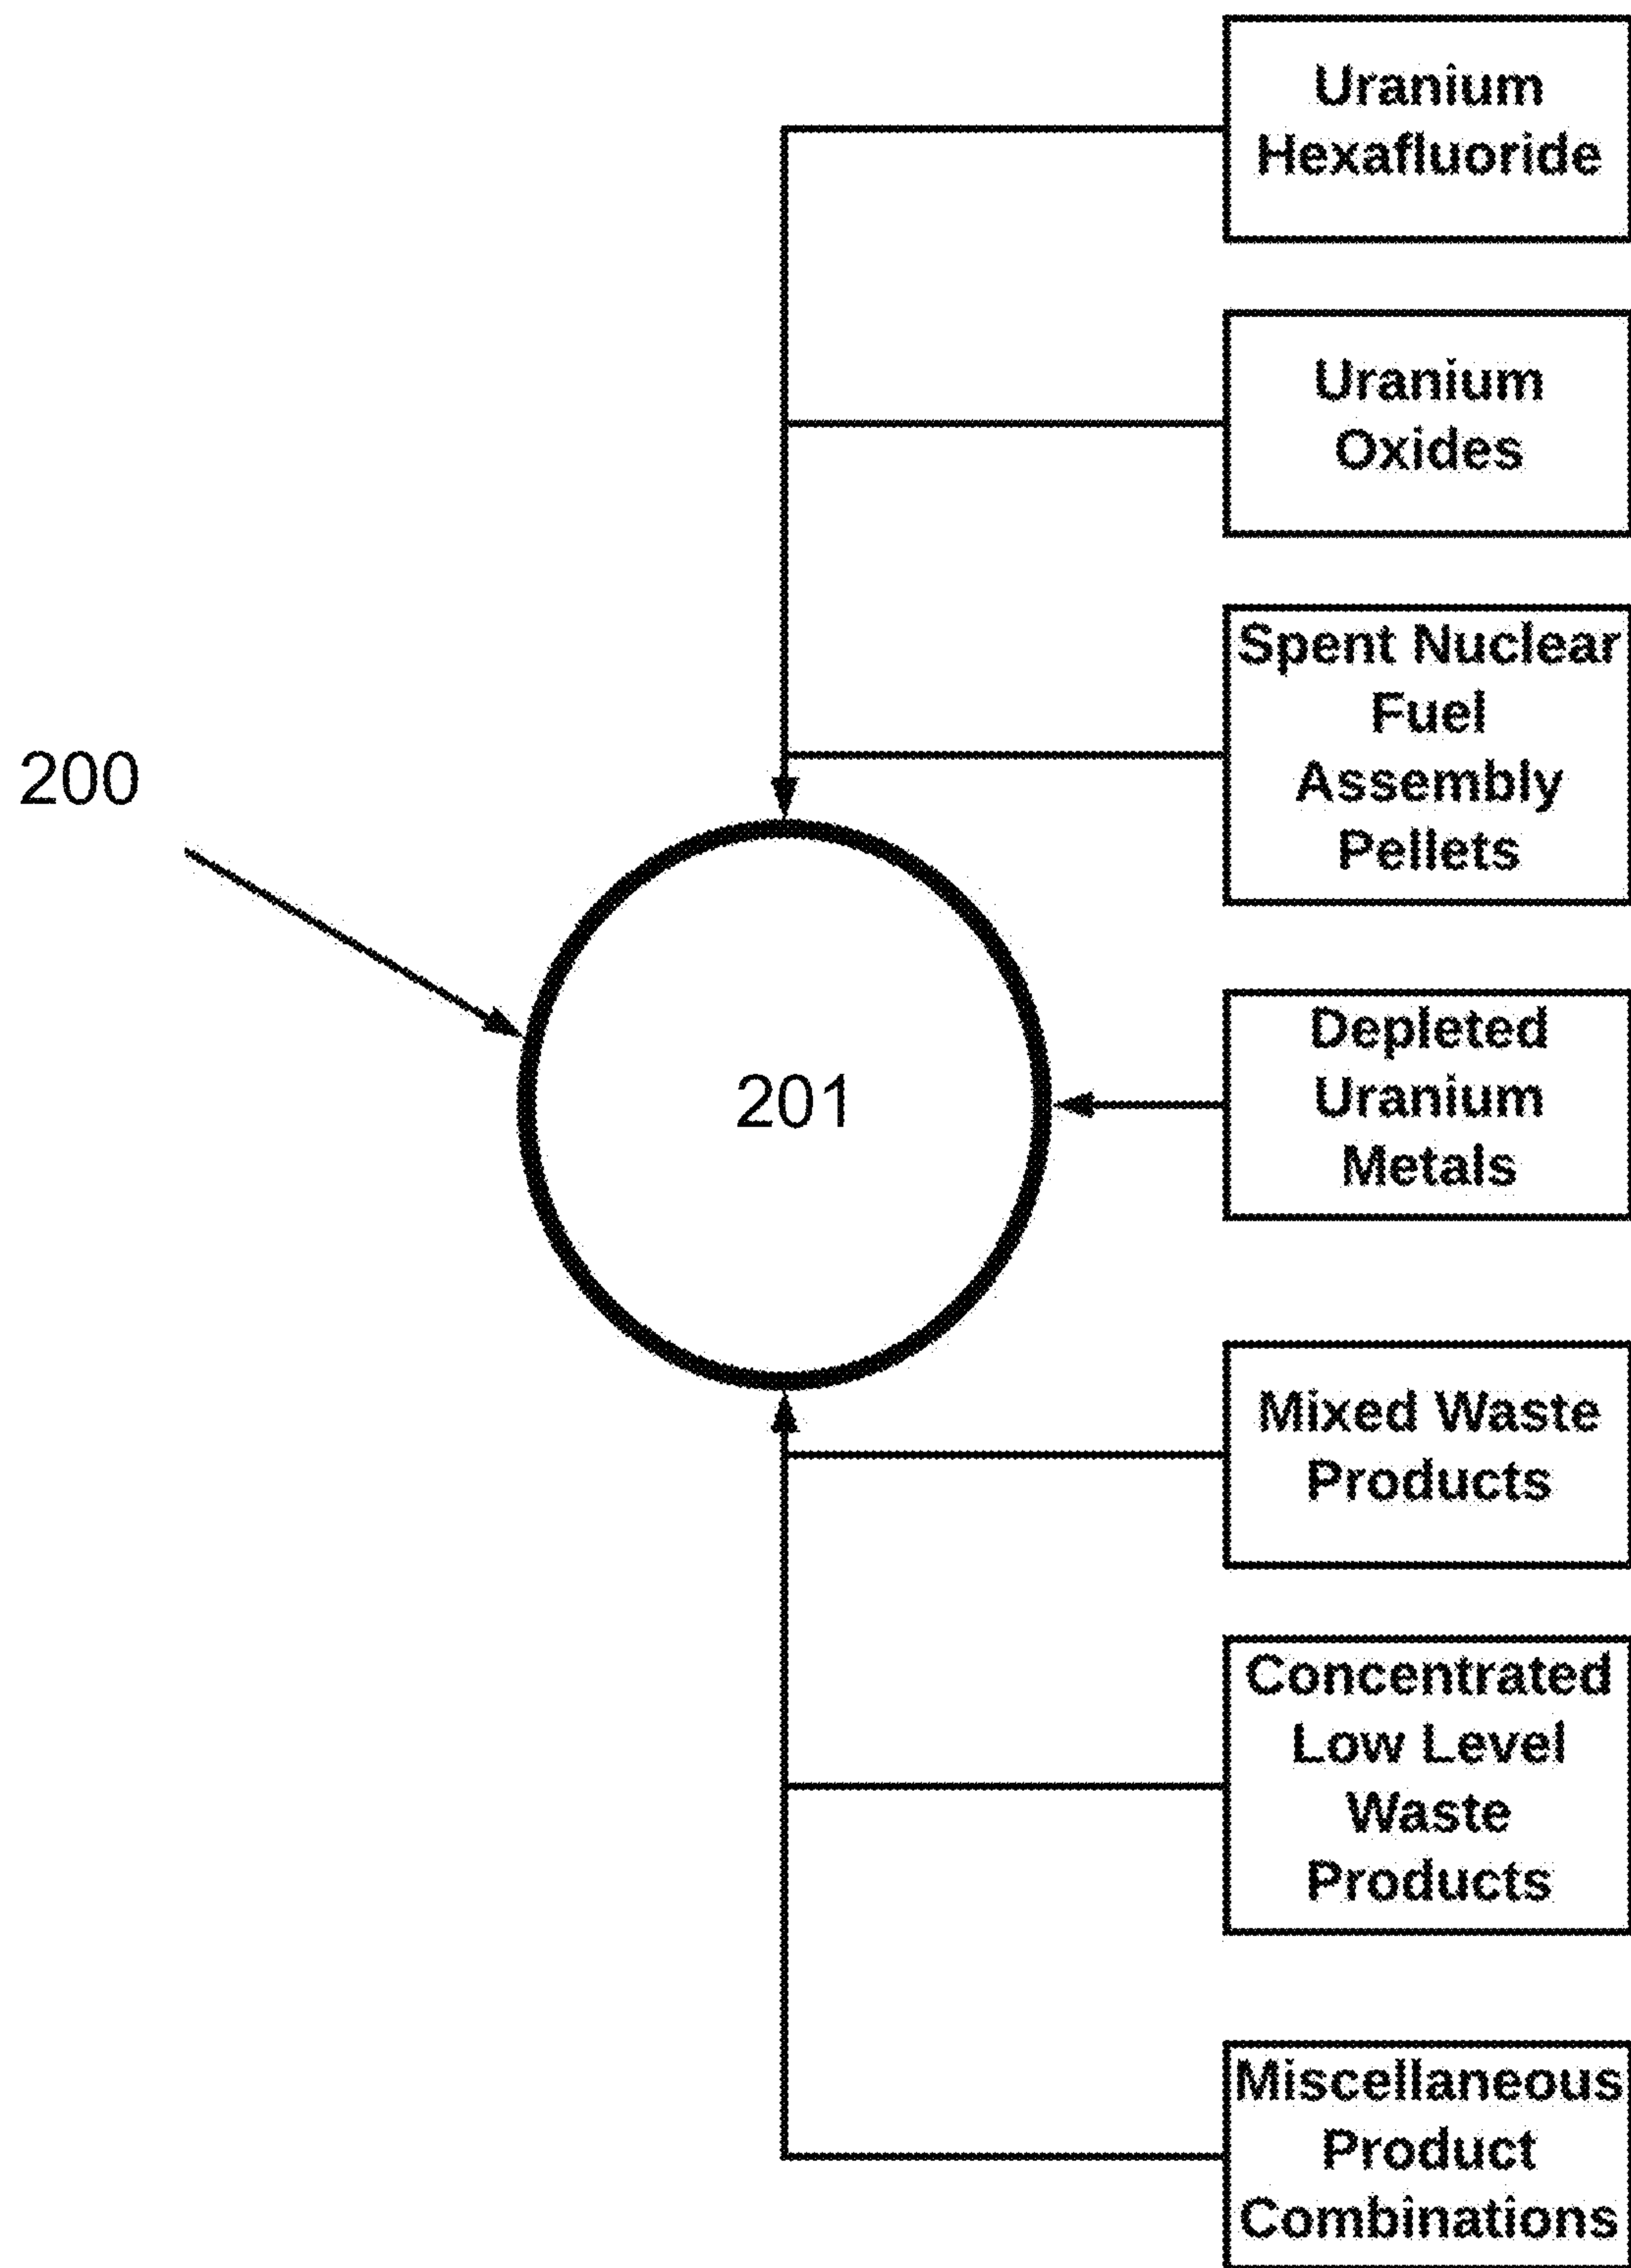 Uranium
Hexafluoride
Uranium
Oxides
Spent Nuclear
Fuel
Assembly
Pellets
200
201
Depleted
Uranium
Metals
Mixed Waste
Products
Concentrated
Low Level
Waste
Products
Miscellaneous
Product
Combinations